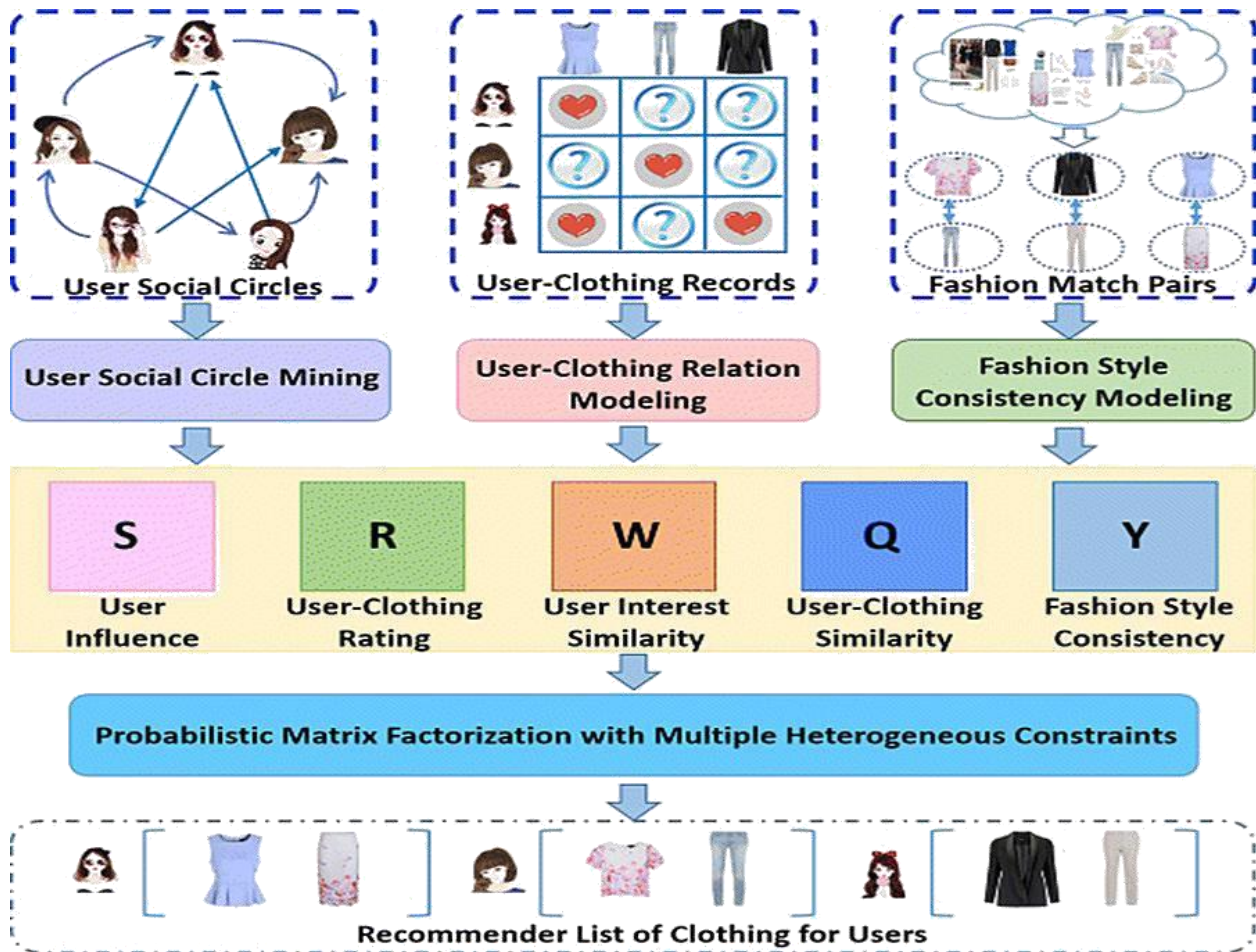 User Social Circles
User-Clothing Records
Fashion Match Pairs
? ?
? ?
?
User Social Circle Mining
User-Clothing Relation
Modeling
Fashion Style
Consistency Modeling
S
R
W
Q
Y
User
Influence
User-Clothing
Rating
User Interest
Similarity
User-Clothing
Similarity
Fashion Style
Consistency
Probabilistic Matrix Factorization with Multiple Heterogeneous Constraints
Recommender List of Clothing for Users